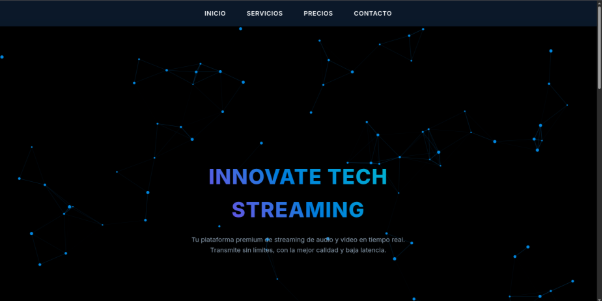 INICIO SERVICIOS PRECIOS CONTACTO
INNOVATE TECH
STREAMING
Tu plataforma premium de streaming de audio y video en tiempo real.
Transmite sin límites, con la mejor calidad y baja latencia.